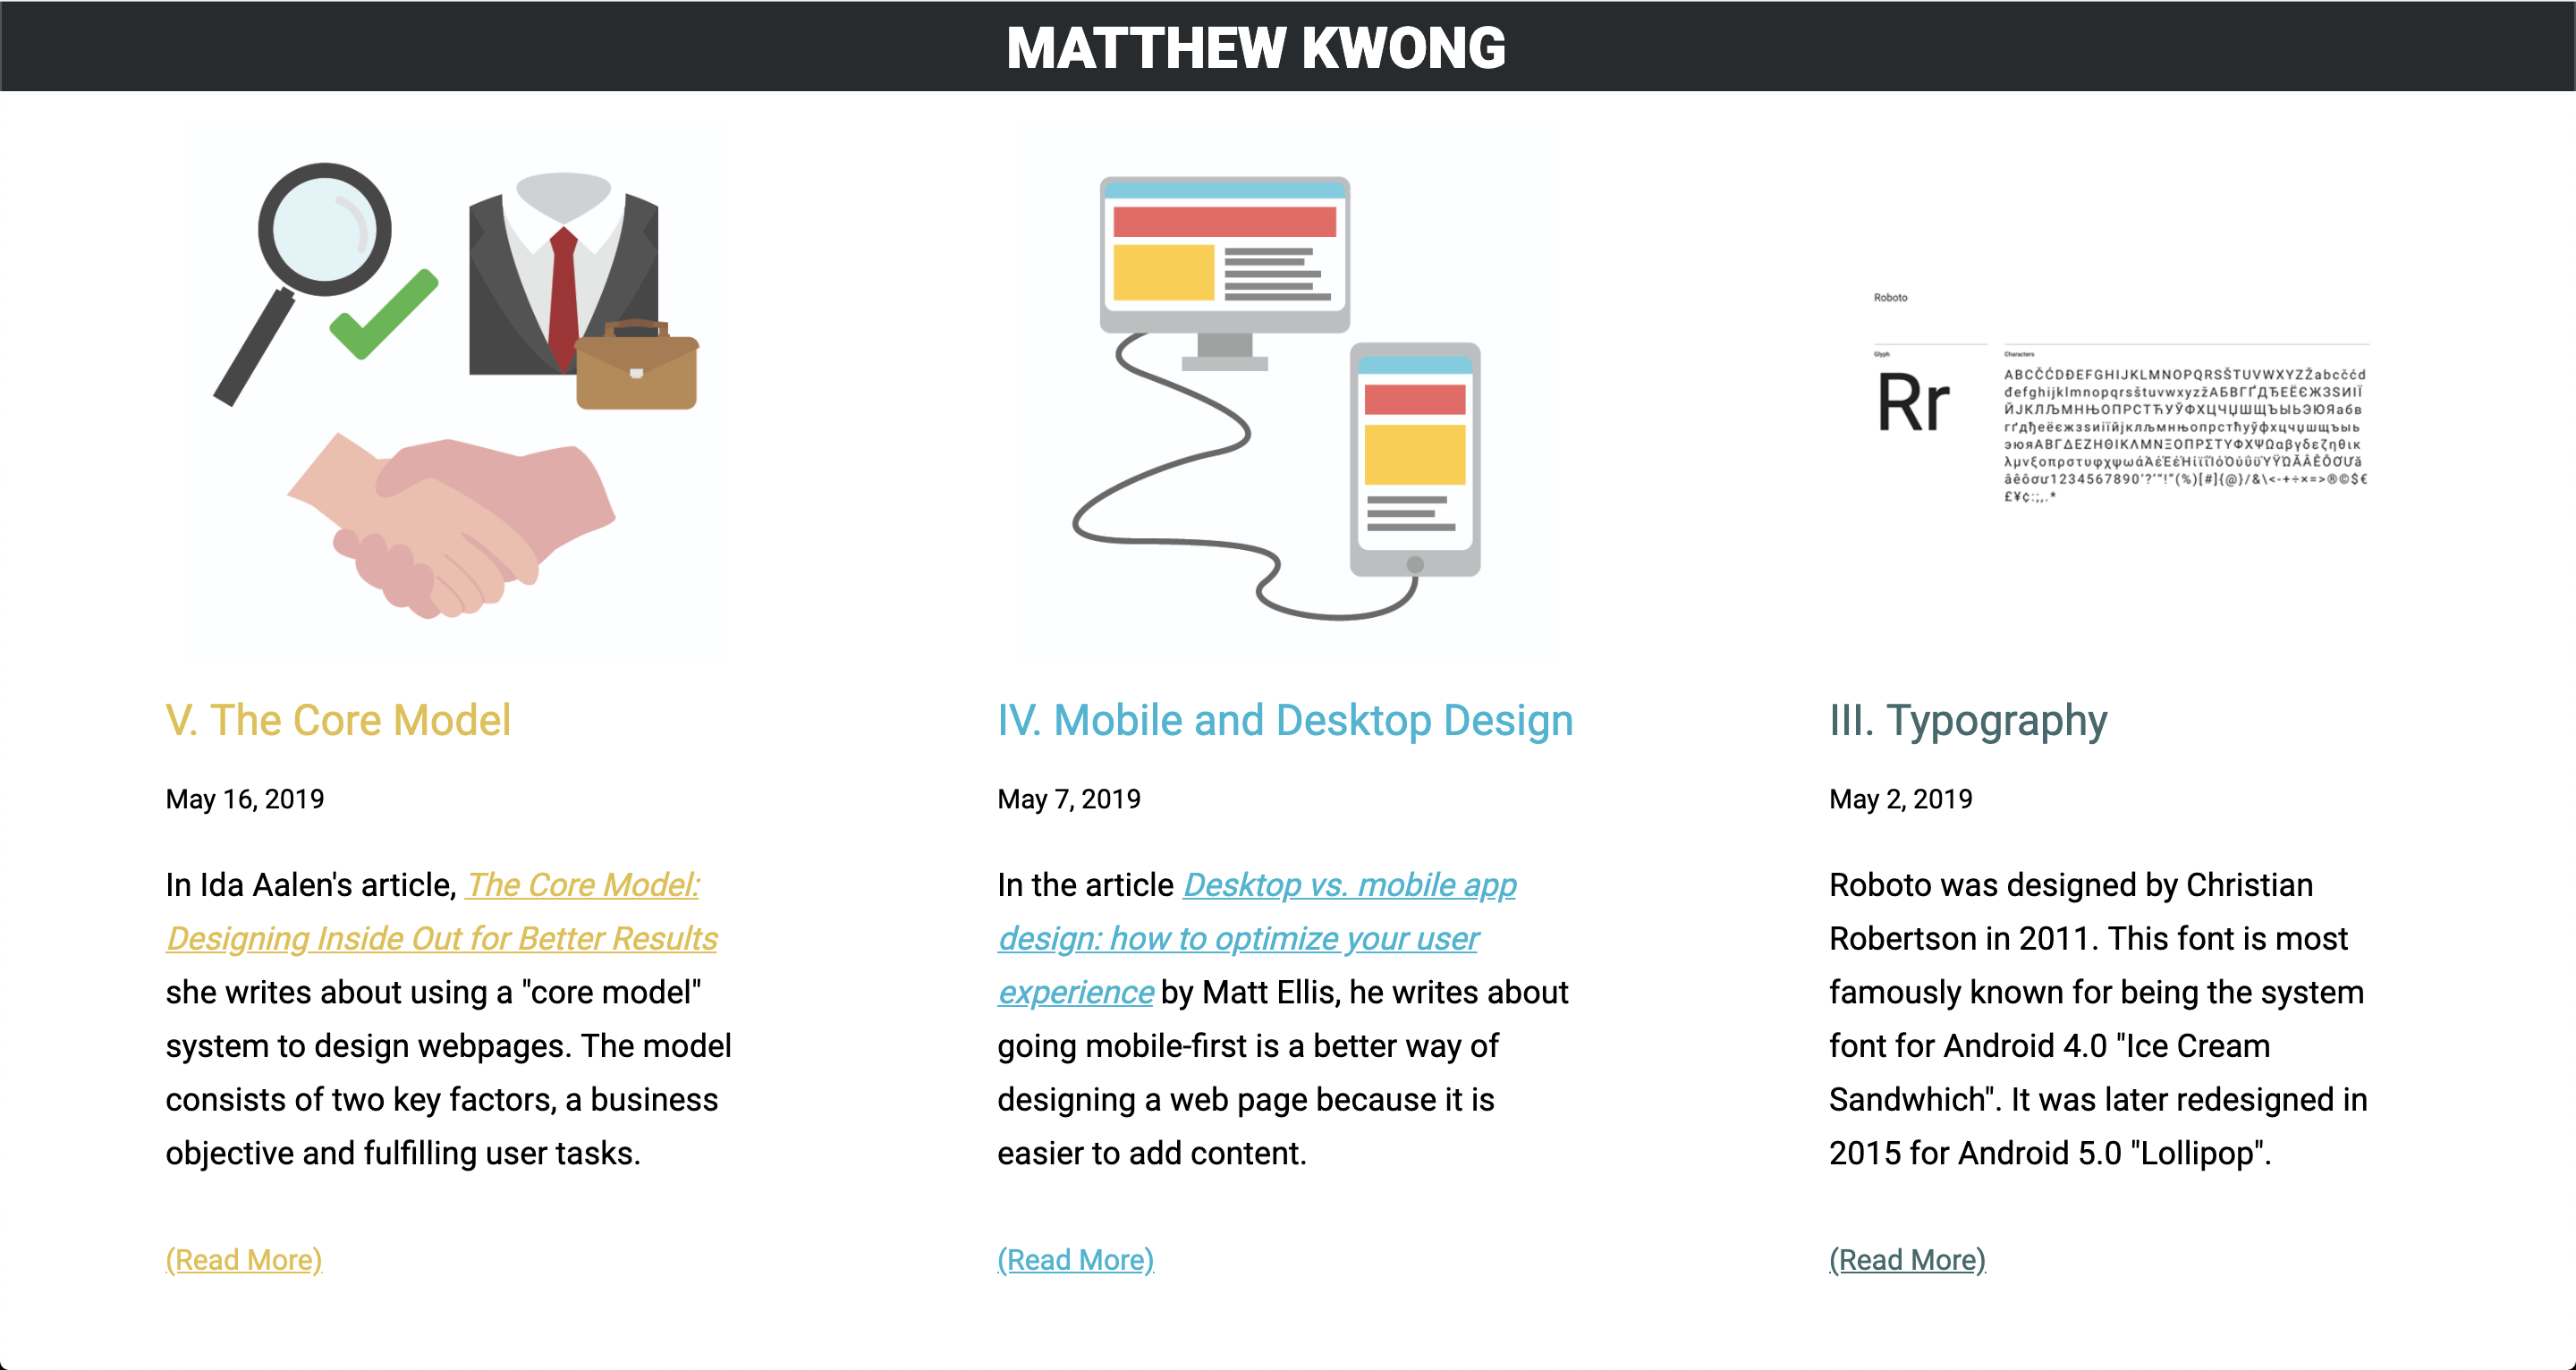 MATTHEW KWONG
V. The Core Model
May 16, 2019
In Ida Aalen's article, The Core Model:
Designing Inside Out for Better Results
she writes about using a "core model"
system to design webpages. The model
consists of two key factors, a business
objective and fulfilling user tasks.
(Read More)
IV. Mobile and Desktop Design
May 7, 2019
In the article Desktop vs. mobile app
design: how to optimize your user
experience by Matt Ellis, he writes about
going mobile-first is a better way of
designing a web page because it is
easier to add content.
(Read More)
Roboto
Glyph
Rr
Characters
ABCČĆDĐEFGHIJKLMNOPQRSŠTUVWXYZŽabcčćd
đefghijklmnopqrsštuvwxyzžАБВГҐДЂЕЁЄЖЗЅИІЇ
ЙЈКЛЉМНЊОПРСТЋУЎФХЦЧЏШЩЪЫЬЭЮЯабв
гґдђеёєжзѕиіїйјклљмнњопрстћуўфхцчџшщъыь
эюяΑΒΓΔΕΖΗΘΙΚΛΜΝΞΟΠΡΣΤΥΦΧΨΩαβγδεζηθικ
âêôơư1234567890‘?’“!”(%)[#]{@}/&\<-+÷×=>®©$€
£¥¢:;,.*
III. Typography
May 2, 2019
Roboto was designed by Christian
Robertson in 2011. This font is most
famously known for being the system
font for Android 4.0 "Ice Cream
Sandwhich". It was later redesigned in
2015 for Android 5.0 "Lollipop".
(Read More)